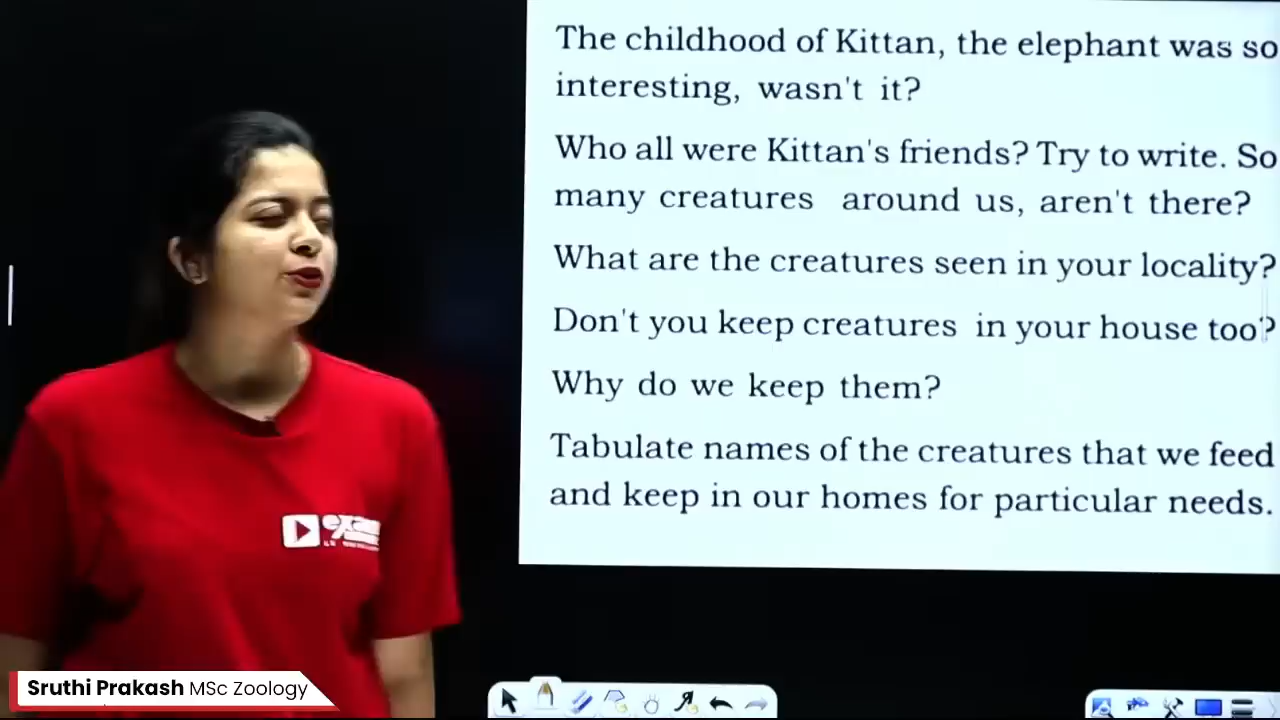 The childhood of Kittan, the elephant was so
interesting, wasn't it?
Who all were Kittan's friends? Try to write. So
many creatures around us, aren't there?
What are the creatures seen in your locality?
Don't you keep creatures in your house too?
Why do we keep them?
Tabulate names of the creatures that we feed
and keep in our homes for particular needs.
Sruthi Prakash MSc Zoology